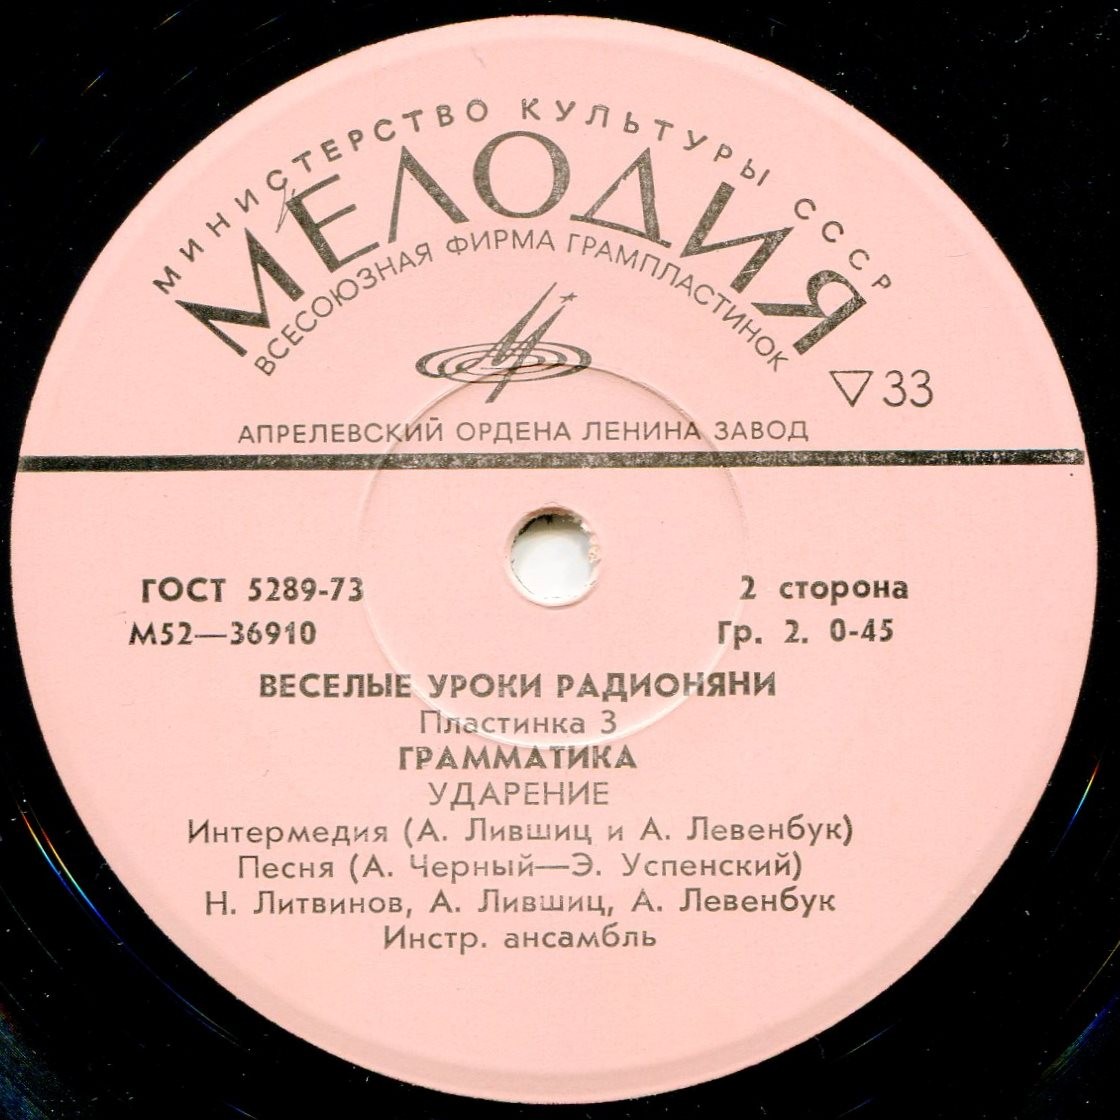 МИНИСТЕРСТВО КУЛЬТУРЫ СССР
МЕЛОДИЯ
ВСЕСОЮЗНАЯ ФИРМА ГРАМПЛАСТИНОК
▽ 33
АПРЕЛЕВСКИЙ ОРДЕНА ЛЕНИНА ЗАВОД
ГОСТ 5289-73
2 сторона
М52—36910
Гр. 2. 0-45
ВЕСЕЛЫЕ УРОКИ РАДИОНЯНИ
Пластинка 3
ГРАММАТИКА
УДАРЕНИЕ
Интермедия (А. Лившиц и А. Левенбук)
Песня (А. Черный—Э. Успенский)
Н. Литвинов, А. Лившиц, А. Левенбук
Инстр. ансамбль